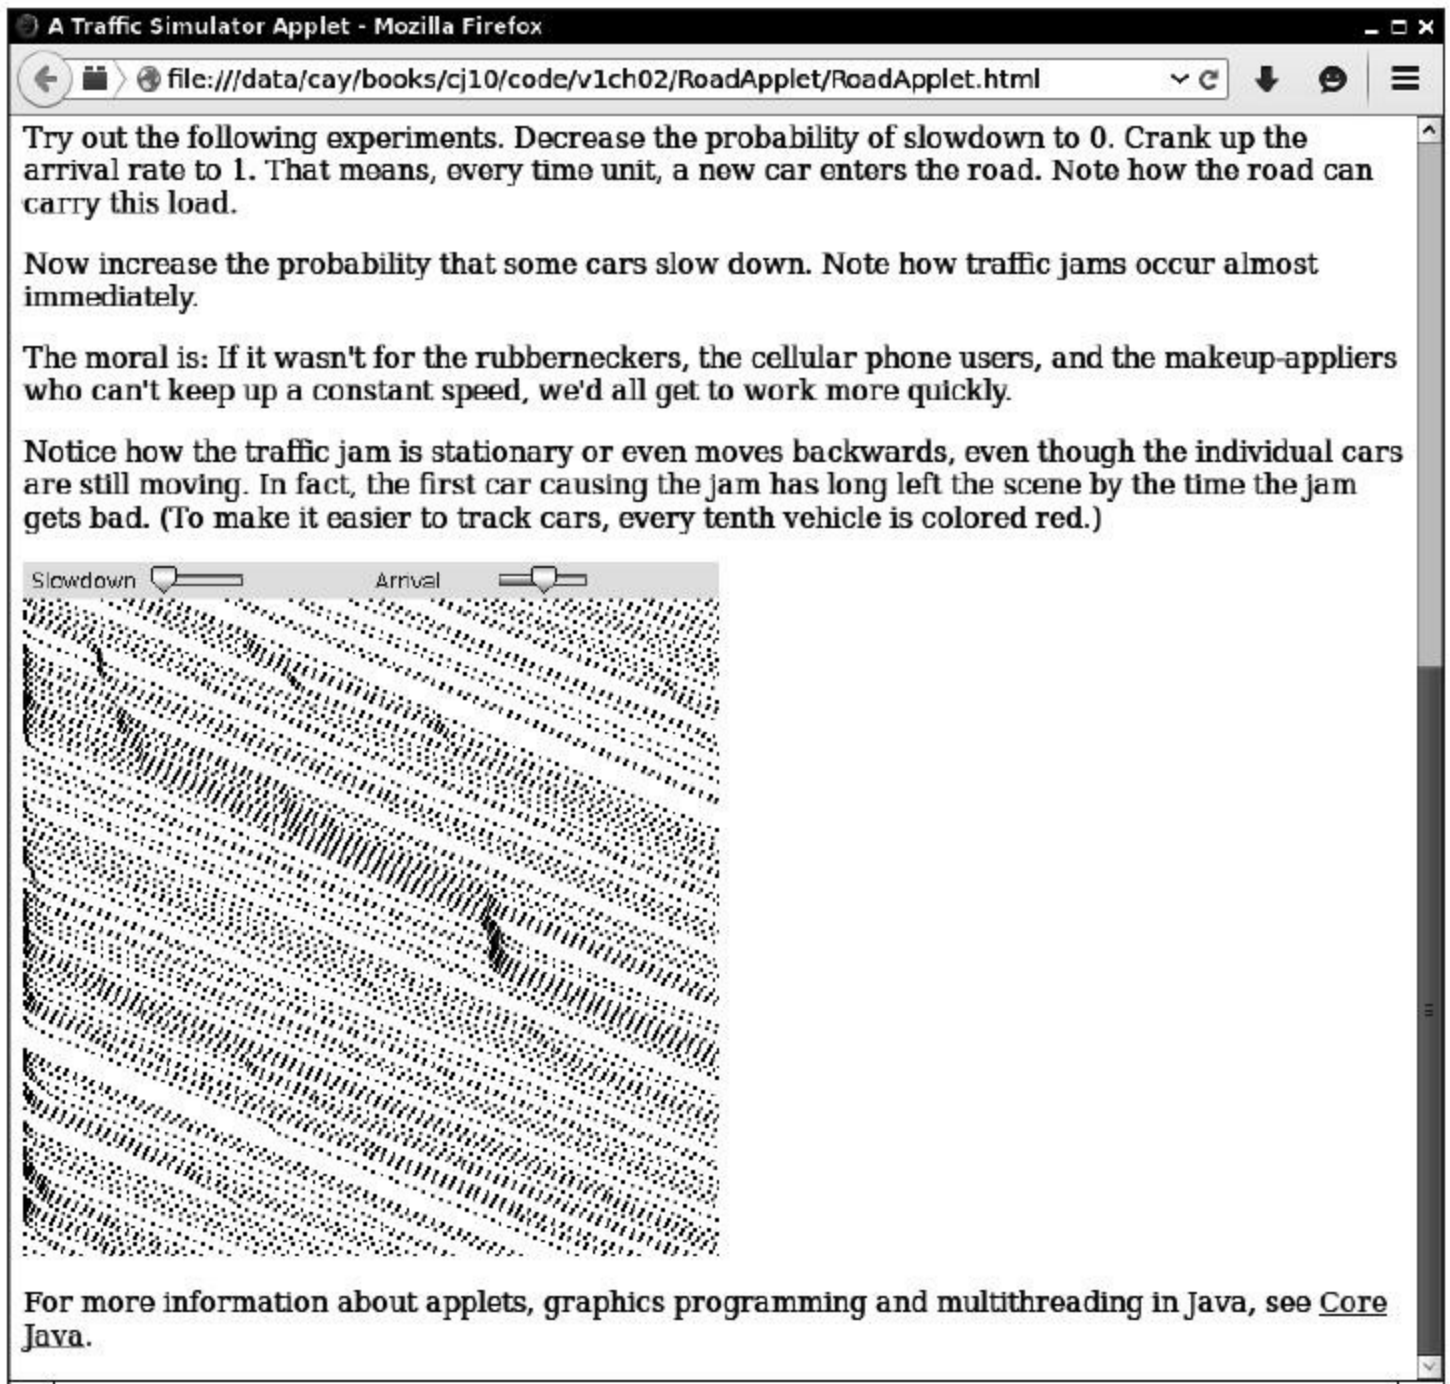 A Traffic Simulator Applet - Mozilla Firefox
file:///data/cay/books/cj10/code/v1ch02/RoadApplet/RoadApplet.html
Try out the following experiments. Decrease the probability of slowdown to 0. Crank up the
arrival rate to 1. That means, every time unit, a new car enters the road. Note how the road can
carry this load.
Now increase the probability that some cars slow down. Note how traffic jams occur almost
immediately.
The moral is: If it wasn't for the rubberneckers, the cellular phone users, and the makeup-appliers
who can't keep up a constant speed, we'd all get to work more quickly.
Notice how the traffic jam is stationary or even moves backwards, even though the individual cars
are still moving. In fact, the first car causing the jam has long left the scene by the time the jam
gets bad. (To make it easier to track cars, every tenth vehicle is colored red.)
Slowdown Arrival
For more information about applets, graphics programming and multithreading in Java, see Core
Java.